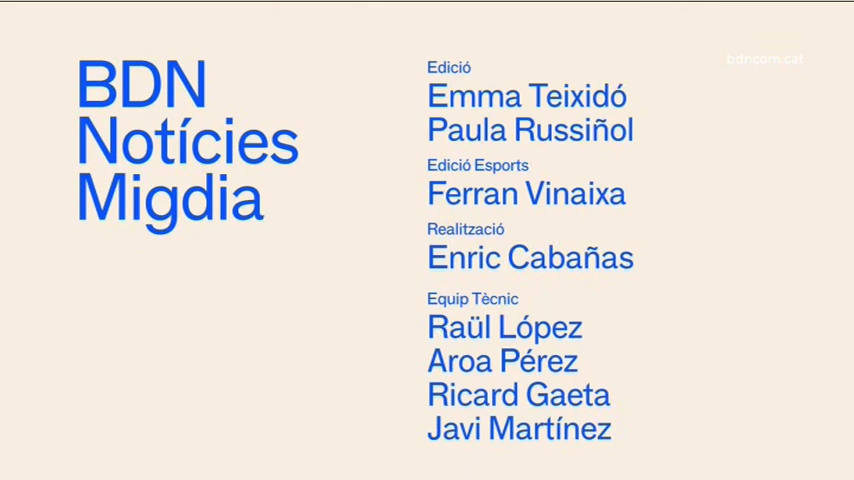 BDN
Notícies
Migdia
bdncom.cat
Edició
Emma Teixidó
Paula Russiñol
Edició Esports
Ferran Vinaixa
Realització
Enric Cabañas
Equip Tècnic
Raül López
Aroa Pérez
Ricard Gaeta
Javi Martínez